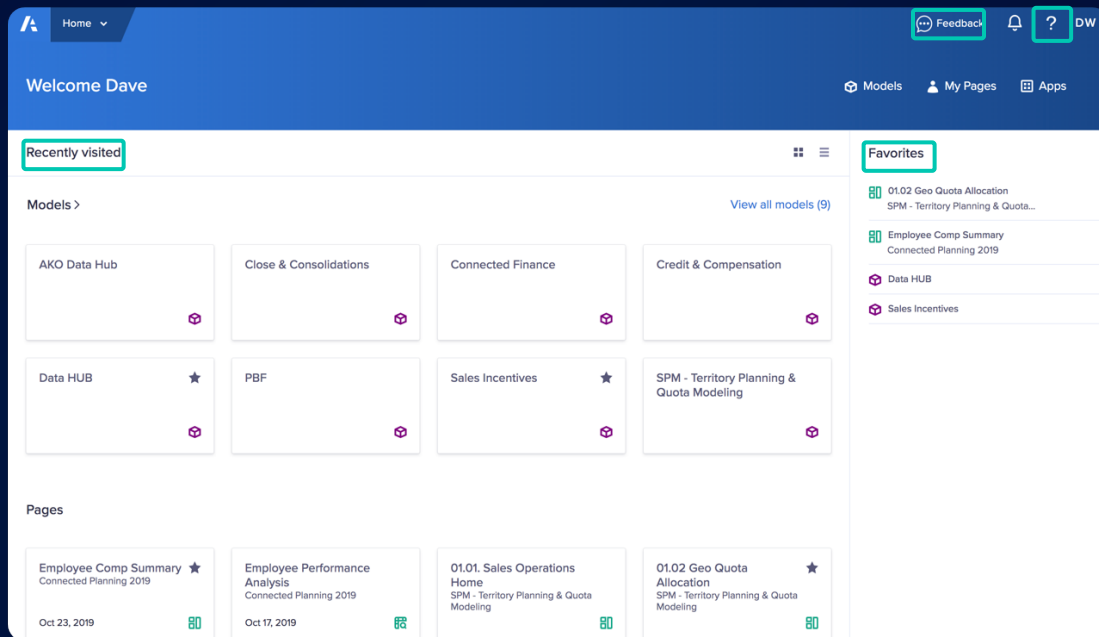 Home
Feedback
?
DW
Welcome Dave
Models
My Pages
Apps
Recently visited
Models >
View all models (9)
AKO Data Hub
Close & Consolidations
Connected Finance
Credit & Compensation
Data HUB
PBF
Sales Incentives
SPM - Territory Planning &
Quota Modeling
Pages
Employee Comp Summary
Connected Planning 2019
Oct 23, 2019
Employee Performance
Analysis
Connected Planning 2019
Oct 17, 2019
01.01. Sales Operations
Home
SPM - Territory Planning & Quota
Modeling
01.02 Geo Quota
Allocation
SPM - Territory Planning & Quota
Modeling
Favorites
01.02 Geo Quota Allocation
SPM - Territory Planning & Quota...
Employee Comp Summary
Connected Planning 2019
Data HUB
Sales Incentives